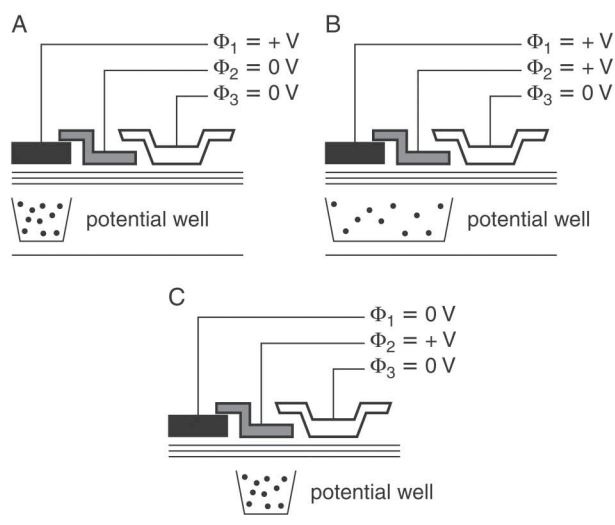 A
Φ1 = + V
Φ2 = 0 V
Φ3 = 0 V
potential well
B
Φ1 = + V
Φ2 = + V
Φ3 = 0 V
potential well
C
Φ1 = 0 V
Φ2 = + V
Φ3 = 0 V
potential well